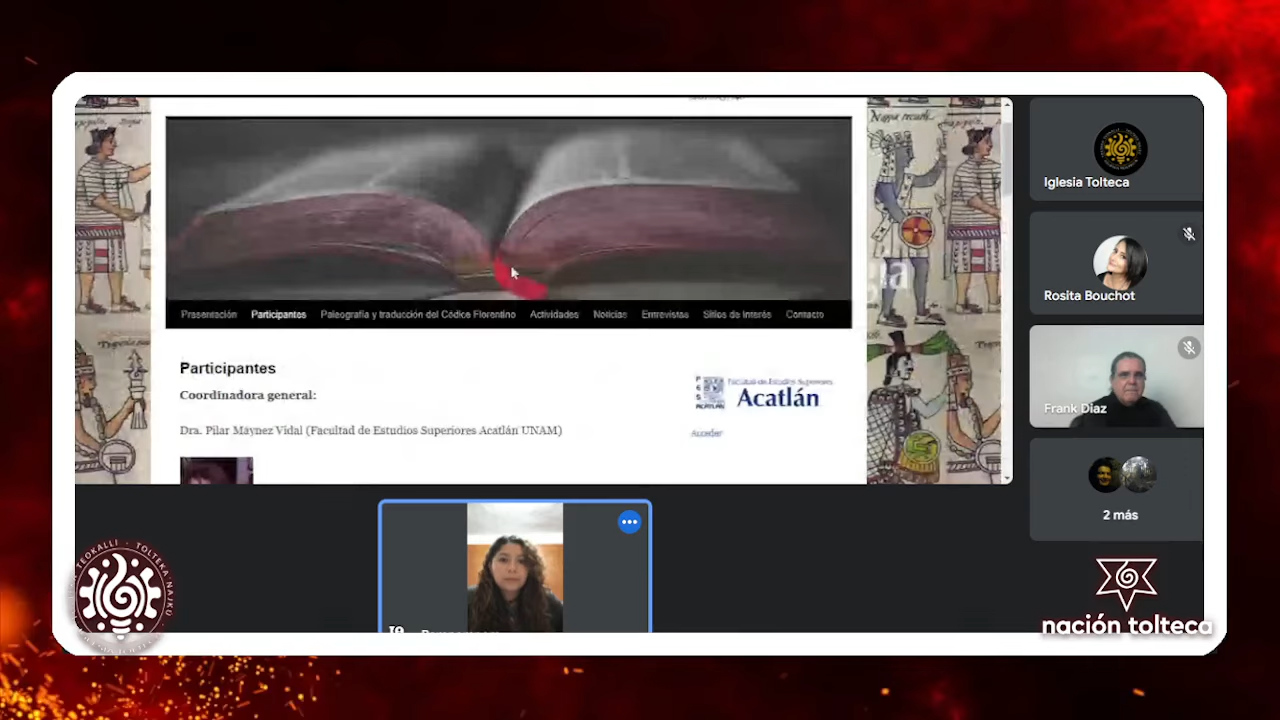 Presentación Participantes Paleografía y traducción del Códice Florentino Actividades Noticias Entrevistas Sitios de Interés Contacto
Participantes
Coordinadora general:
Dra. Pilar Máynez Vidal (Facultad de Estudios Superiores Acatlán UNAM)
Facultad de Estudios Superiores
Acatlán
Acceder
Iglesia Tolteca
Rosita Bouchot
Frank Díaz
2 más
TEOKALLI · TOLTEKA
nación tolteca